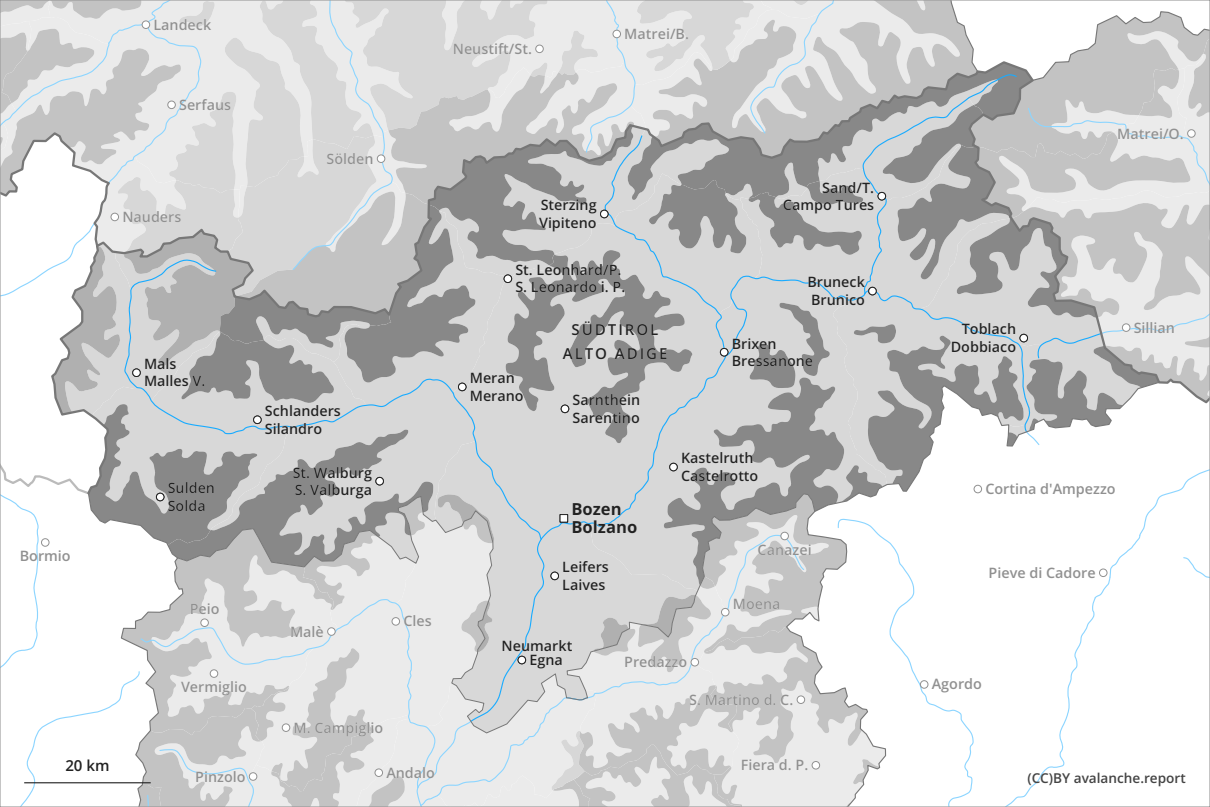 Landeck
Matrei/B.
Neustift/St.
Serfaus
Matrei/O.
Sölden
Sand/T.
Campo Tures
Sterzing
Vipiteno
Nauders
St. Leonhard/P.
S. Leonardo i. P.
Bruneck
Brunico
SÜDTIROL
ALTO ADIGE
Toblach
Dobbiaco
Sillian
Brixen
Bressanone
Mals
Malles V.
Meran
Merano
Sarnthein
Sarentino
Schlanders
Silandro
Kastelruth
Castelrotto
St. Walburg
S. Valburga
Sulden
Solda
Cortina d'Ampezzo
Bozen
Bolzano
Bormio
Canazei
Leifers
Laives
Pieve di Cadore
Peio
Moena
Malè
Cles
Neumarkt
Egna
Predazzo
Vermiglio
Agordo
S. Martino d. C.
M. Campiglio
20 km
Pinzolo
Andalo
Fiera d. P.
(CC)BY avalanche.report